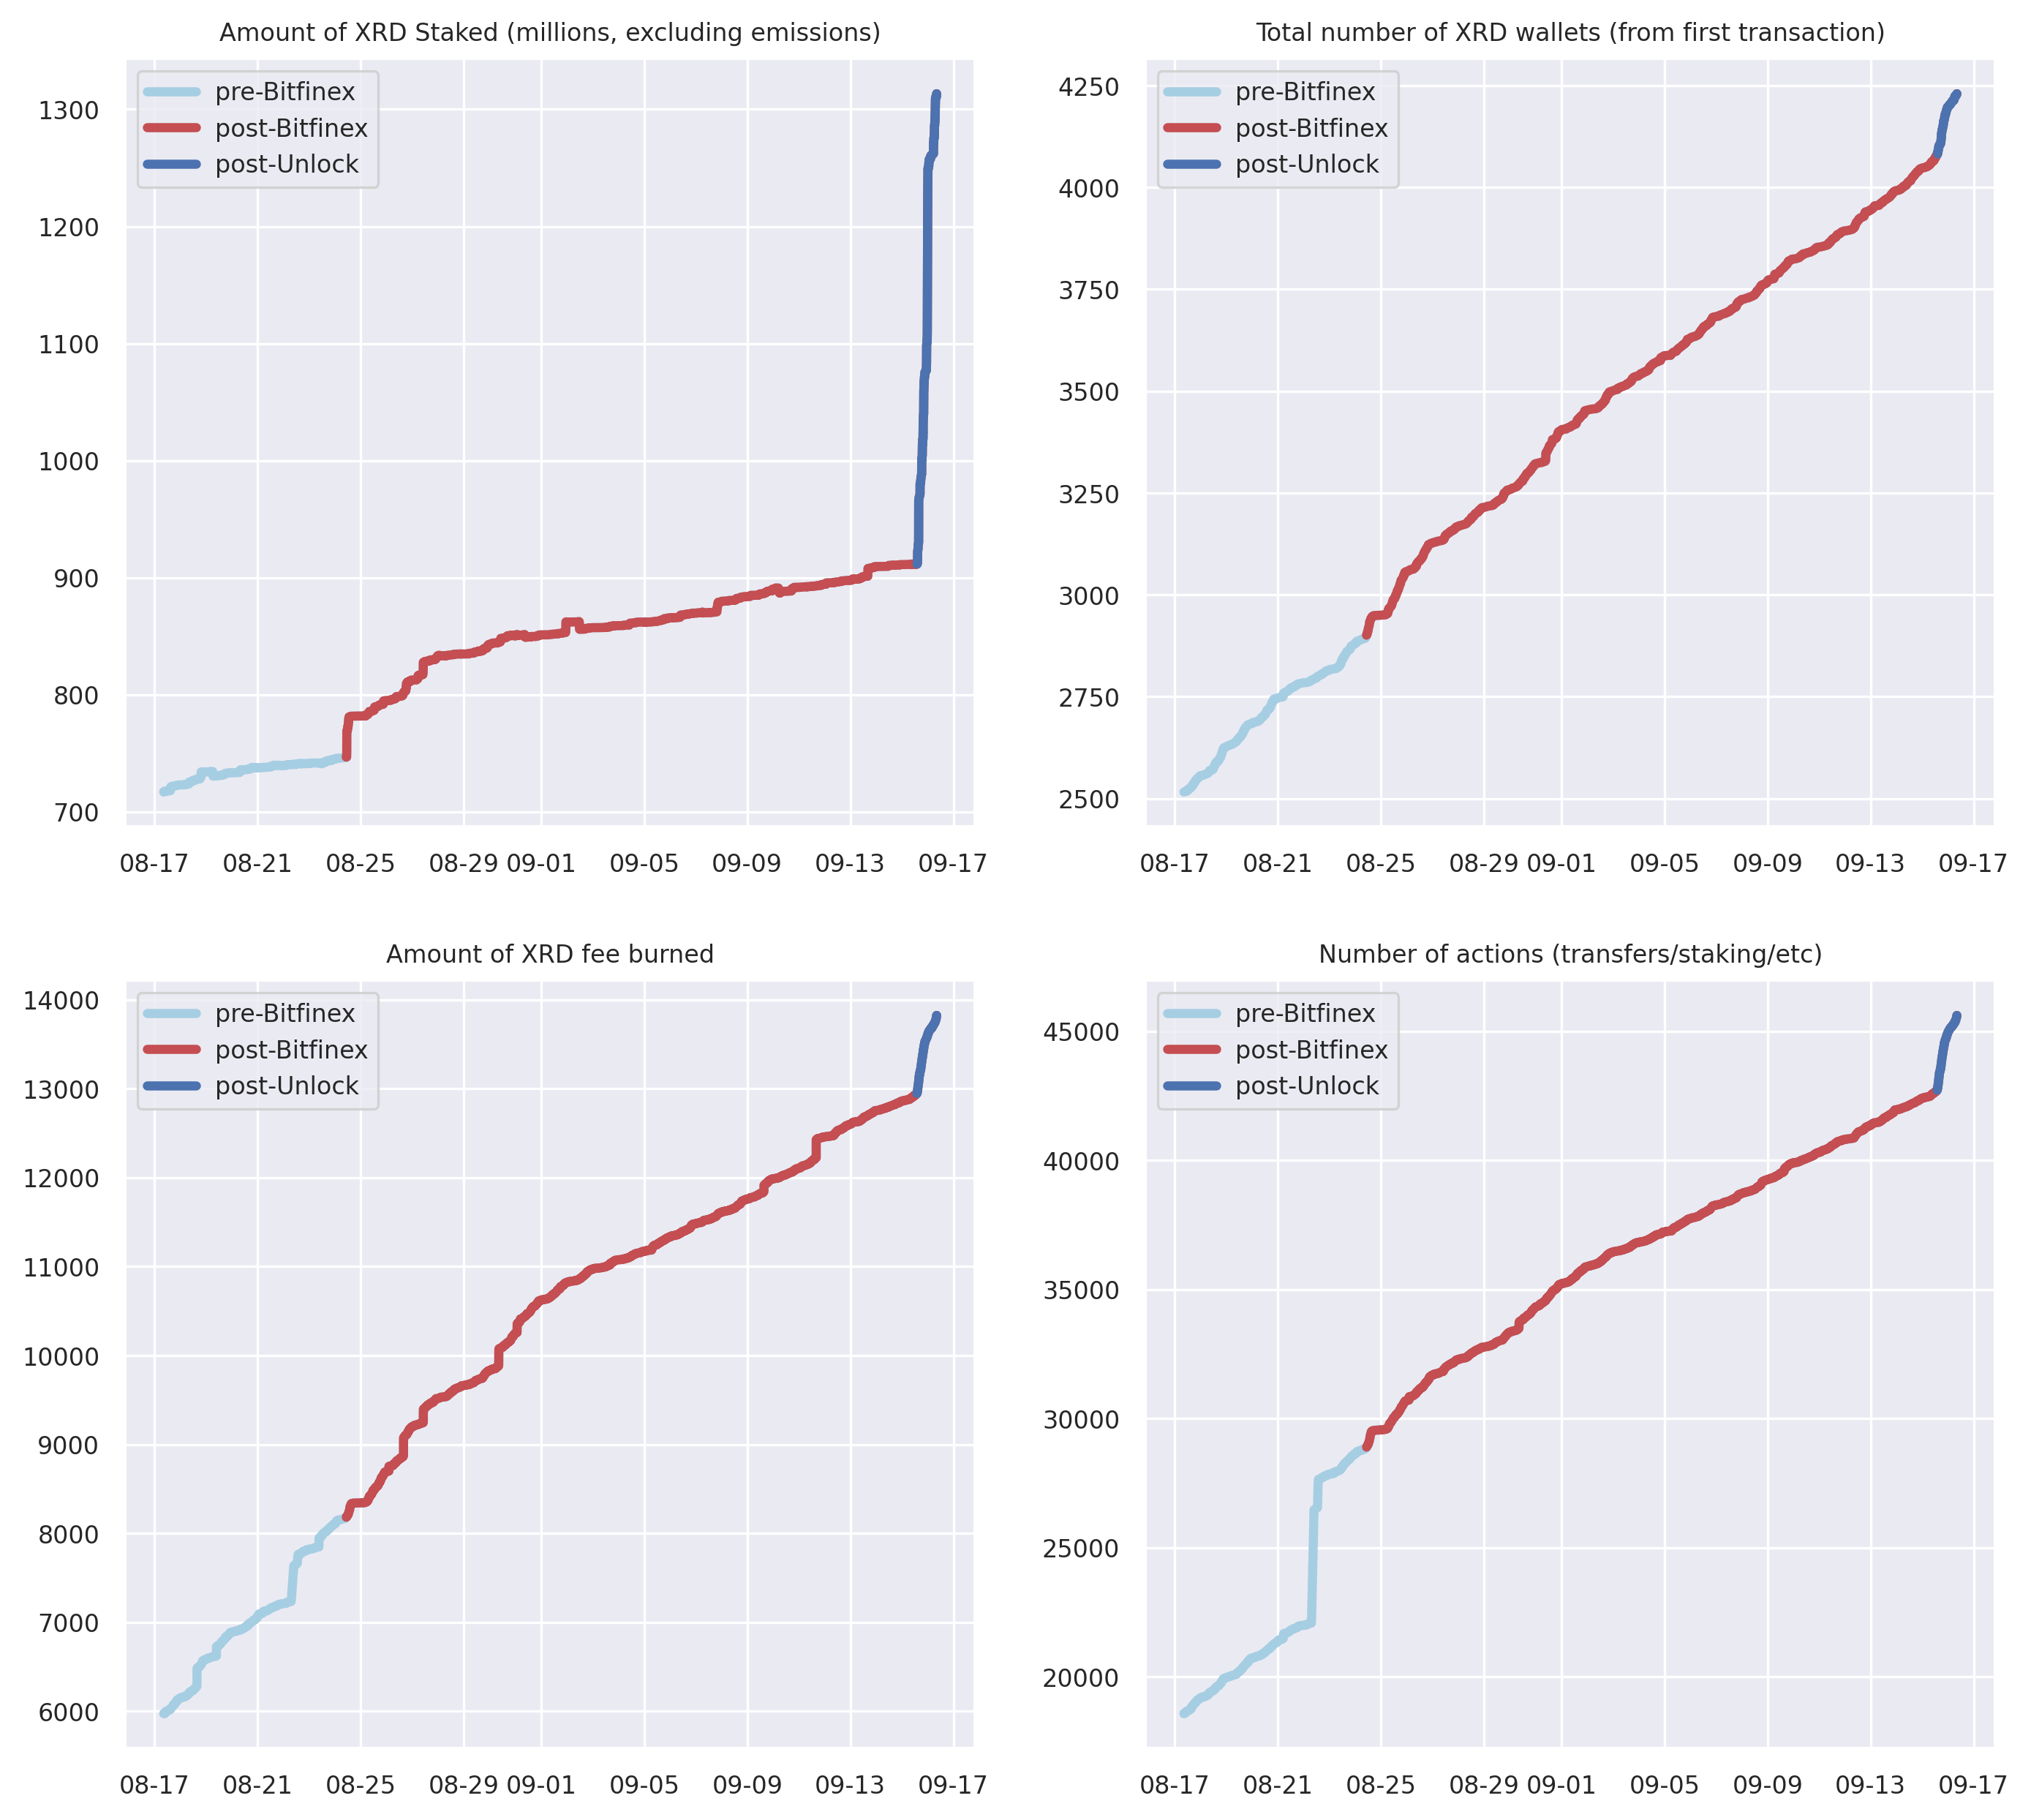 Amount of XRD Staked (millions, excluding emissions)
pre-Bitfinex
post-Bitfinex
post-Unlock
1300
1200
1100
1000
900
800
700
08-17 08-21 08-25 08-29 09-01 09-05 09-09 09-13 09-17
Total number of XRD wallets (from first transaction)
pre-Bitfinex
post-Bitfinex
post-Unlock
4250
4000
3750
3500
3250
3000
2750
2500
08-17 08-21 08-25 08-29 09-01 09-05 09-09 09-13 09-17
Amount of XRD fee burned
pre-Bitfinex
post-Bitfinex
post-Unlock
14000
13000
12000
11000
10000
9000
8000
7000
6000
08-17 08-21 08-25 08-29 09-01 09-05 09-09 09-13 09-17
Number of actions (transfers/staking/etc)
pre-Bitfinex
post-Bitfinex
post-Unlock
45000
40000
35000
30000
25000
20000
08-17 08-21 08-25 08-29 09-01 09-05 09-09 09-13 09-17